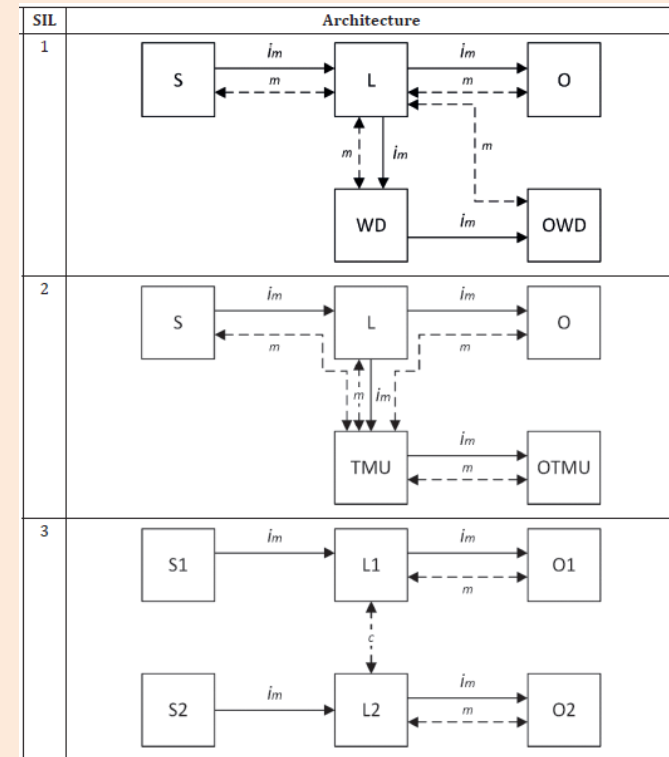 SIL Architecture
1
im im
S m L m O
m im m
WD im OWD
2
im im
S L O
m m
m im
im
TMU m OTMU
3
im im
S1 L1 O1
m
c
im im
S2 L2 O2
m